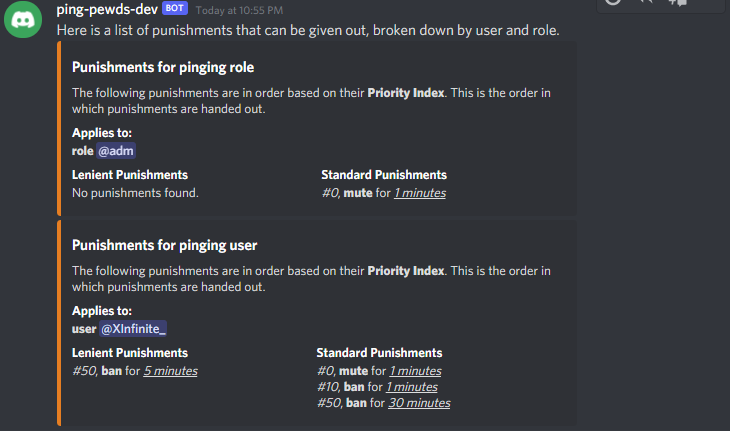 ping-pewds-dev BOT Today at 10:55 PM
Here is a list of punishments that can be given out, broken down by user and role.
Punishments for pinging role
The following punishments are in order based on their Priority Index. This is the order in
which punishments are handed out.
Applies to:
role @adm
Lenient Punishments Standard Punishments
No punishments found. #0, mute for 1 minutes
Punishments for pinging user
The following punishments are in order based on their Priority Index. This is the order in
which punishments are handed out.
Applies to:
user @XInfinite_
Lenient Punishments Standard Punishments
#50, ban for 5 minutes #0, mute for 1 minutes
#10, ban for 1 minutes
#50, ban for 30 minutes